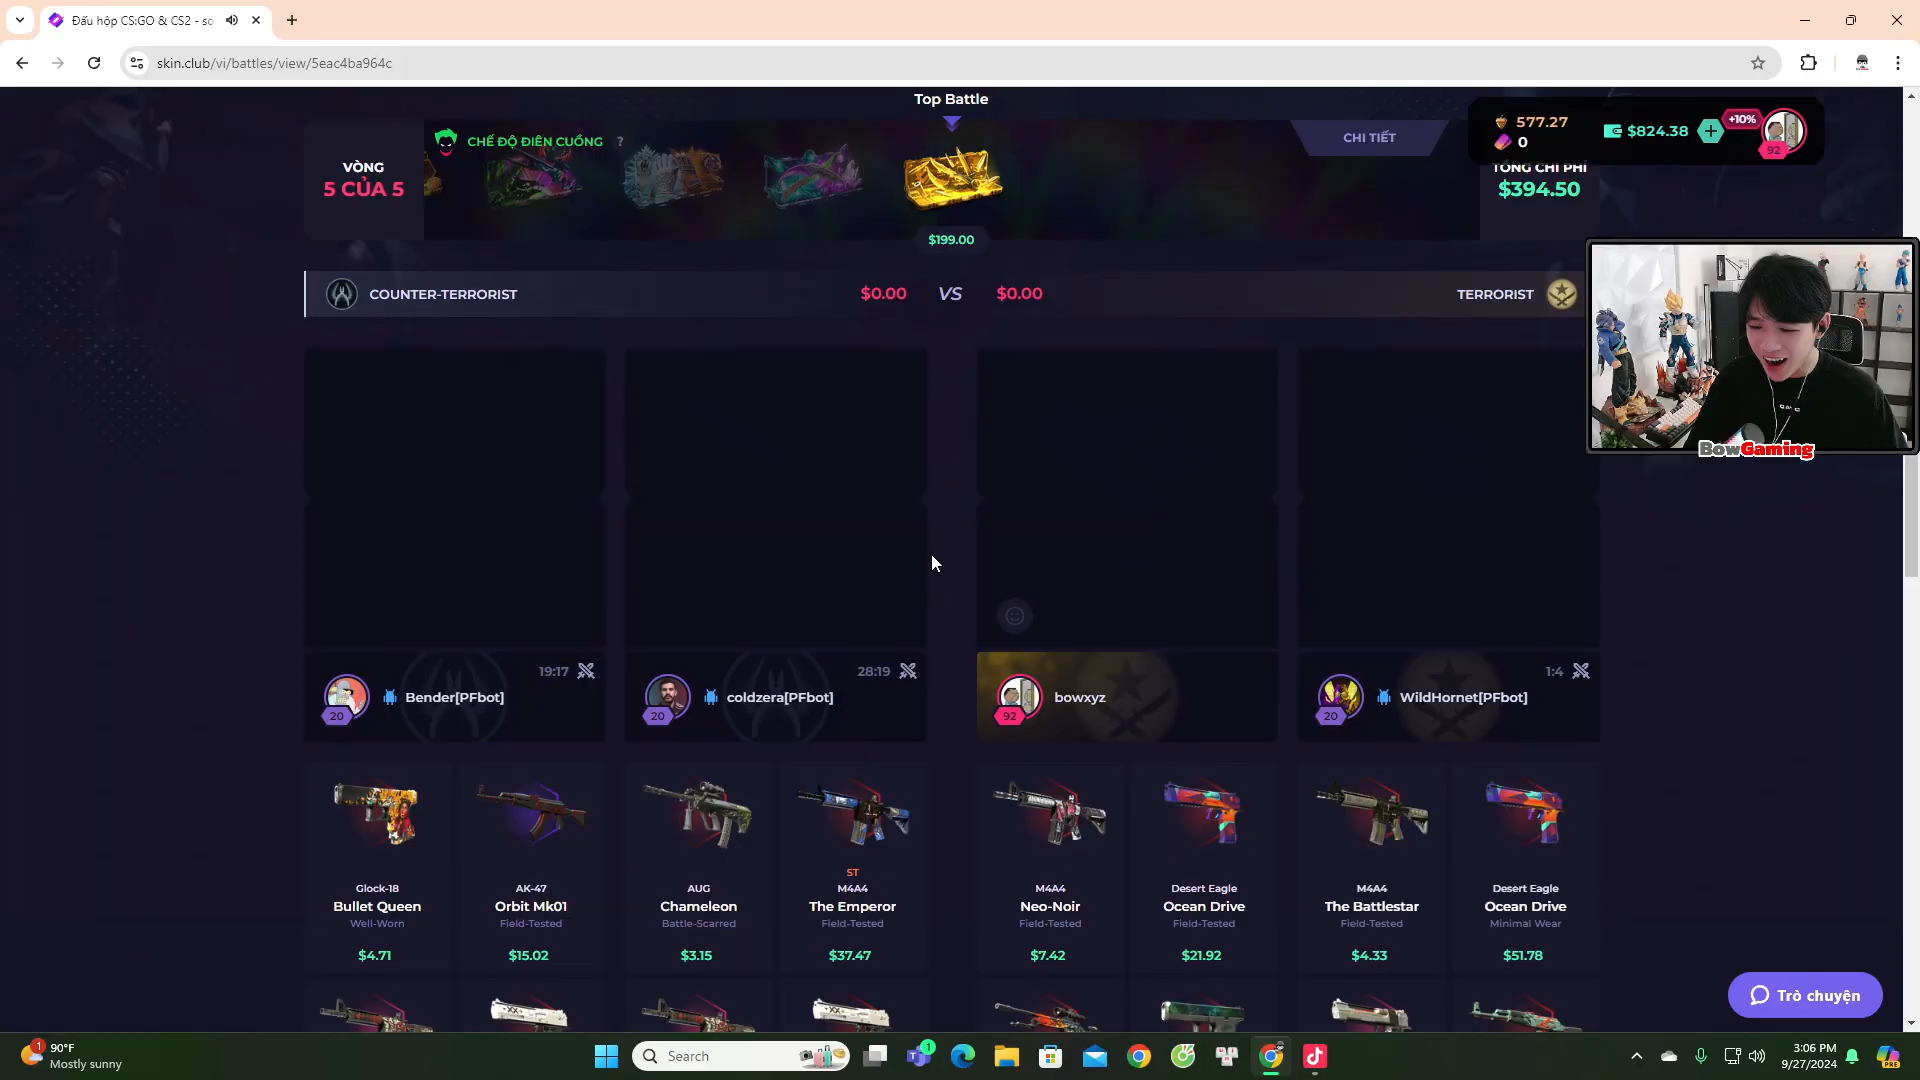 Đấu hộp CS:GO & CS2 - so
skin.club/vi/battles/view/5eac4ba964c
Top Battle
CHẾ ĐỘ ĐIÊN CUỒNG ?
CHI TIẾT
577.27
0
$824.38
+10%
92
VÒNG
5 CỦA 5
TỔNG CHI PHÍ
$394.50
$199.00
COUNTER-TERRORIST
$0.00 VS $0.00
TERRORIST
BowGaming
19:17
Bender[PFbot]
20
28:19
coldzera[PFbot]
20
bowxyz
92
1:4
WildHornet[PFbot]
20
Glock-18
Bullet Queen
Well-Worn
$4.71
AK-47
Orbit Mk01
Field-Tested
$15.02
AUG
Chameleon
Battle-Scarred
$3.15
ST
M4A4
The Emperor
Field-Tested
$37.47
M4A4
Neo-Noir
Field-Tested
$7.42
Desert Eagle
Ocean Drive
Field-Tested
$21.92
M4A4
The Battlestar
Field-Tested
$4.33
Desert Eagle
Ocean Drive
Minimal Wear
$51.78
Trò chuyện
1
90°F
Mostly sunny
Search
1
3:06 PM
9/27/2024
PRE